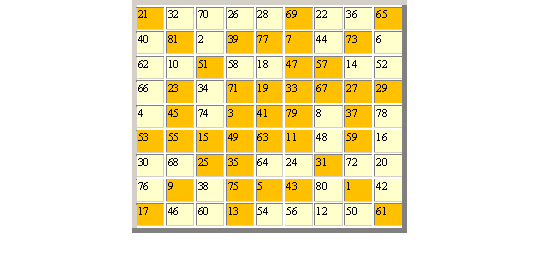 21 32 70 26 28 69 22 36 65
40 81 2 39 77 7 44 73 6
62 10 51 58 18 47 57 14 52
66 23 34 71 19 33 67 27 29
4 45 74 3 41 79 8 37 78
53 55 15 49 63 11 48 59 16
30 68 25 35 64 24 31 72 20
76 9 38 75 5 43 80 1 42
17 46 60 13 54 56 12 50 61